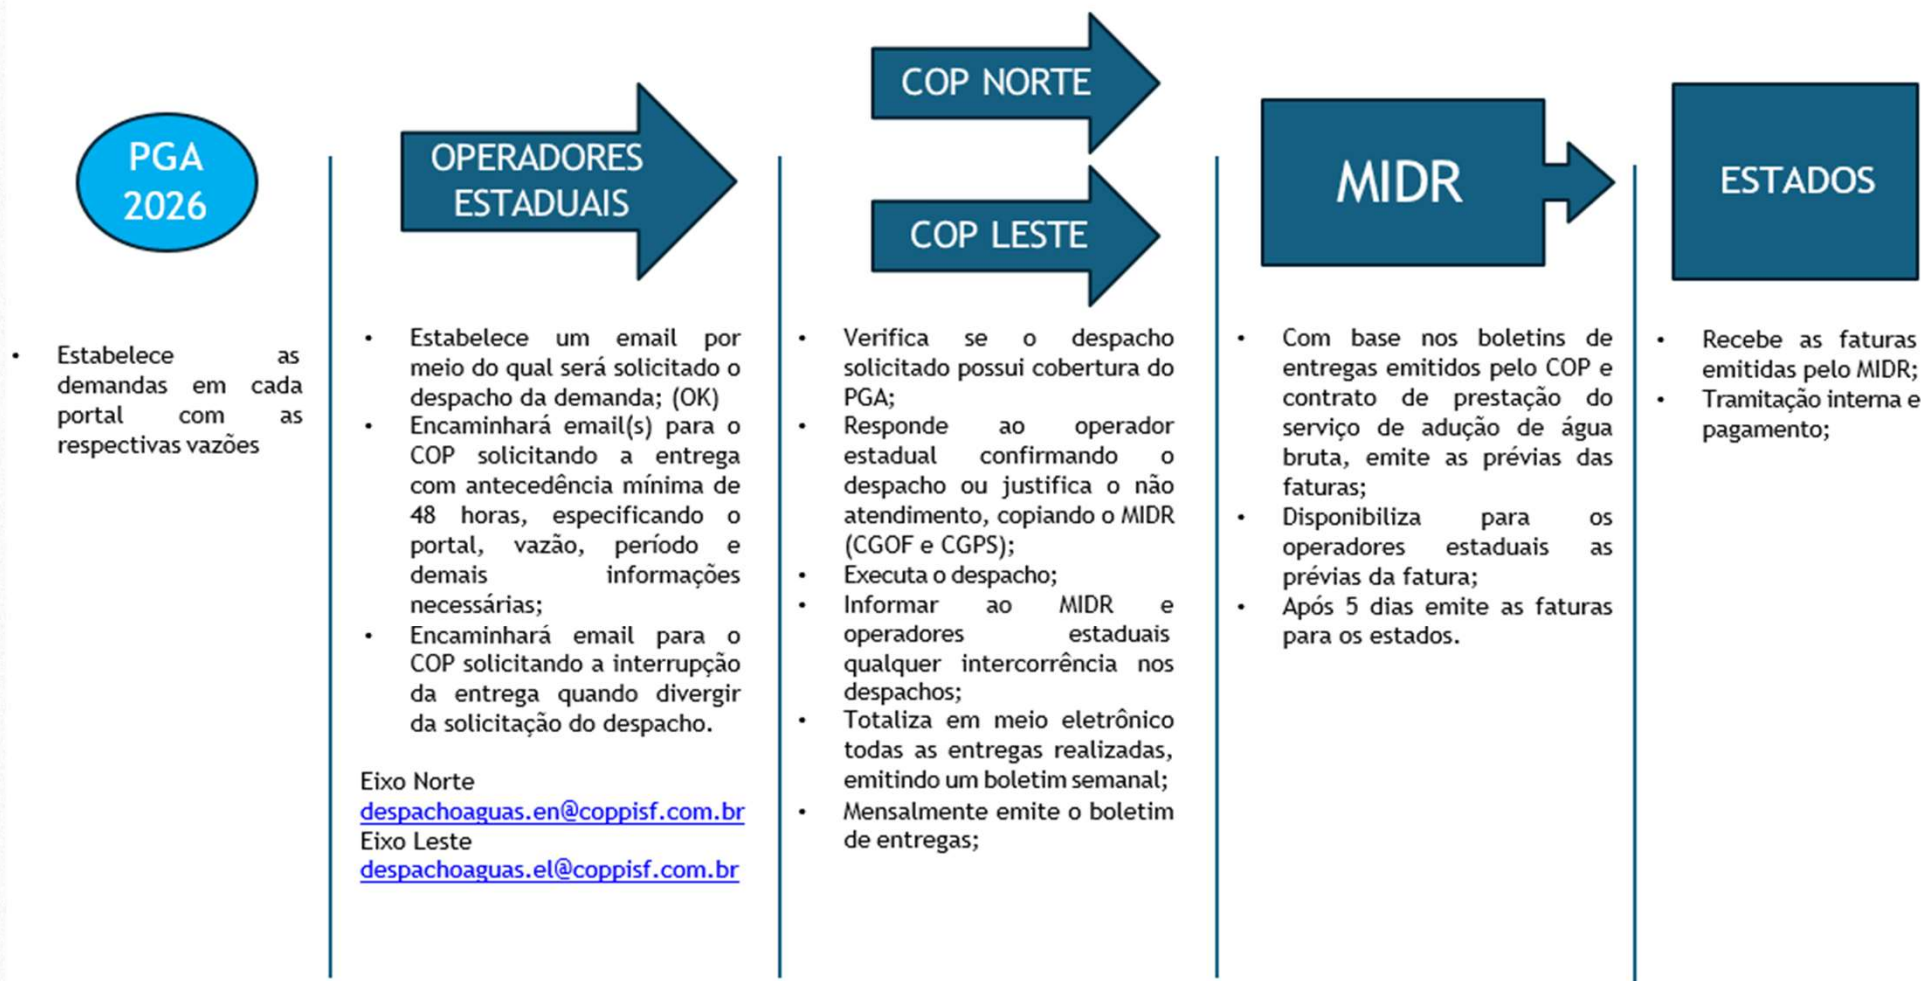 PGA
2026
Estabelece as
demandas em cada
portal com as
respectivas vazões
OPERADORES
ESTADUAIS
• Estabelece um email por
meio do qual será solicitado o
despacho da demanda; (OK)
• Encaminhará email(s) para o
COP solicitando a entrega
com antecedência mínima de
48 horas, especificando o
portal, vazão, período e
demais informações
necessárias;
• Encaminhará email para o
COP solicitando a interrupção
da entrega quando divergir
da solicitação do despacho.
Eixo Norte
despachoaguas.en@coppisf.com.br
Eixo Leste
despachoaguas.el@coppisf.com.br
COP NORTE
COP LESTE
• Verifica se o despacho
solicitado possui cobertura do
PGA;
• Responde ao operador
estadual confirmando o
despacho ou justifica o não
atendimento, copiando o MIDR
(CGOF e CGPS);
• Executa o despacho;
• Informar ao MIDR e
operadores estaduais
qualquer intercorrência nos
despachos;
• Totaliza em meio eletrônico
todas as entregas realizadas,
emitindo um boletim semanal;
• Mensalmente emite o boletim
de entregas;
MIDR
• Com base nos boletins de
entregas emitidos pelo COP e
contrato de prestação do
serviço de adução de água
bruta, emite as prévias das
faturas;
• Disponibiliza para os
operadores estaduais as
prévias da fatura;
• Após 5 dias emite as faturas
para os estados.
ESTADOS
• Recebe as faturas
emitidas pelo MIDR;
• Tramitação interna e
pagamento;